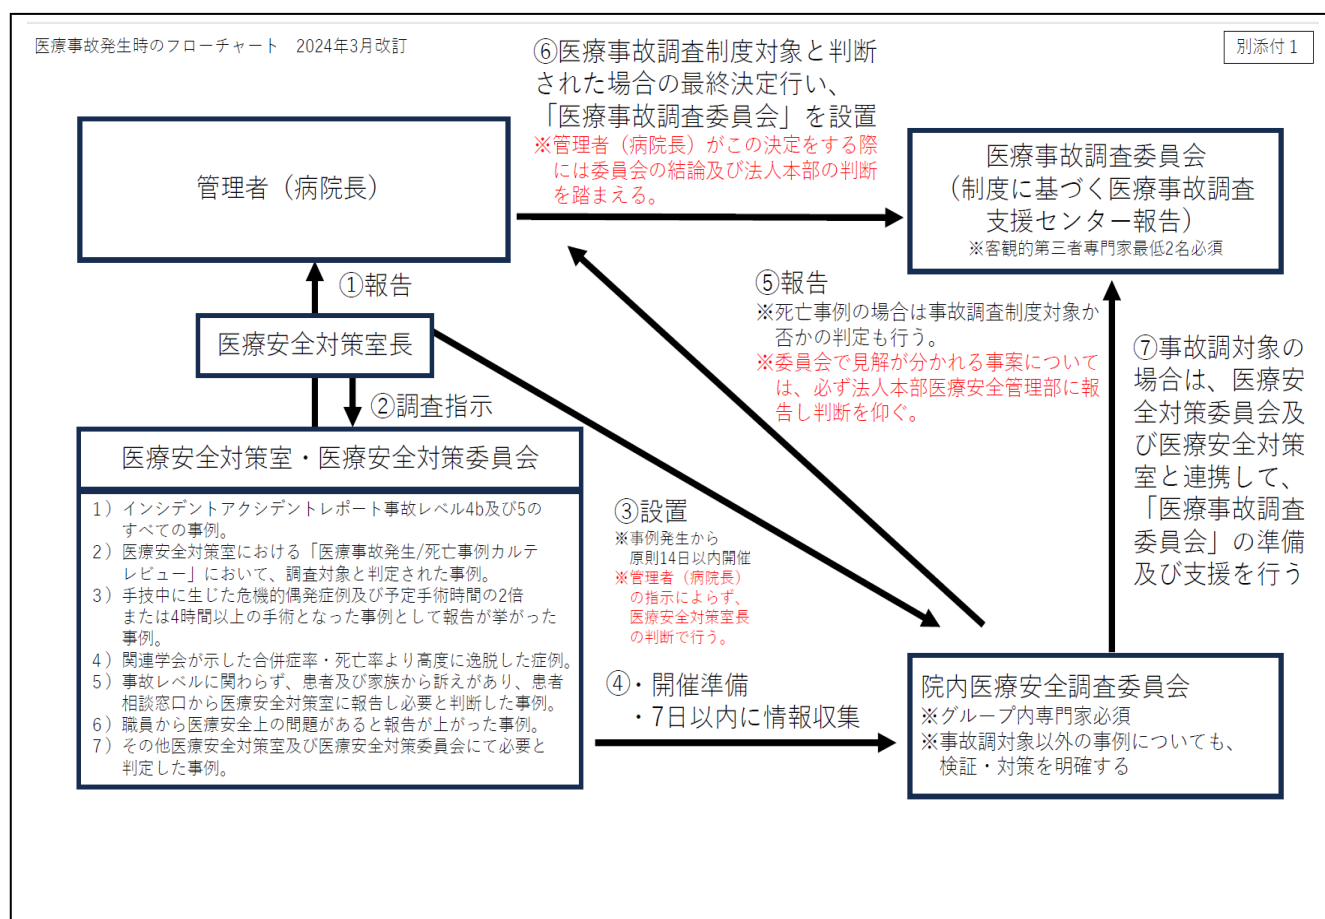 医療事故発生時のフローチャート 2024年3月改訂
別添付１
⑥医療事故調査制度対象と判断
された場合の最終決定行い、
「医療事故調査委員会」を設置
※管理者（病院長）がこの決定をする際
には委員会の結論及び法人本部の判断
を踏まえる。
管理者（病院長）
医療事故調査委員会
（制度に基づく医療事故調査
支援センター報告）
※客観的第三者専門家最低2名必須
①報告
医療安全対策室長
②調査指示
⑤報告
※死亡事例の場合は事故調査制度対象か
否かの判定も行う。
※委員会で見解が分かれる事案について
は、必ず法人本部医療安全管理部に報
告し判断を仰ぐ。
⑦事故調対象の
場合は、医療安
全対策委員会及
び医療安全対策
室と連携して、
「医療事故調査
委員会」の準備
及び支援を行う
医療安全対策室・医療安全対策委員会
１）インシデントアクシデントレポート事故レベル4b及び5の
すべての事例。
２）医療安全対策室における「医療事故発生/死亡事例カルテ
レビュー」において、調査対象と判定された事例。
３）手技中に生じた危機的偶発症例及び予定手術時間の2倍
または4時間以上の手術となった事例として報告が挙がった
事例。
４）関連学会が示した合併症率・死亡率より高度に逸脱した症例。
５）事故レベルに関わらず、患者及び家族から訴えがあり、患者
相談窓口から医療安全対策室に報告し必要と判断した事例。
６）職員から医療安全上の問題があると報告が上がった事例。
７）その他医療安全対策室及び医療安全対策委員会にて必要と
判定した事例。
③設置
※事例発生から
原則14日以内開催
※管理者（病院長）
の指示によらず、
医療安全対策室長
の判断で行う。
④・開催準備
・7日以内に情報収集
院内医療安全調査委員会
※グループ内専門家必須
※事故調対象以外の事例についても、
検証・対策を明確する